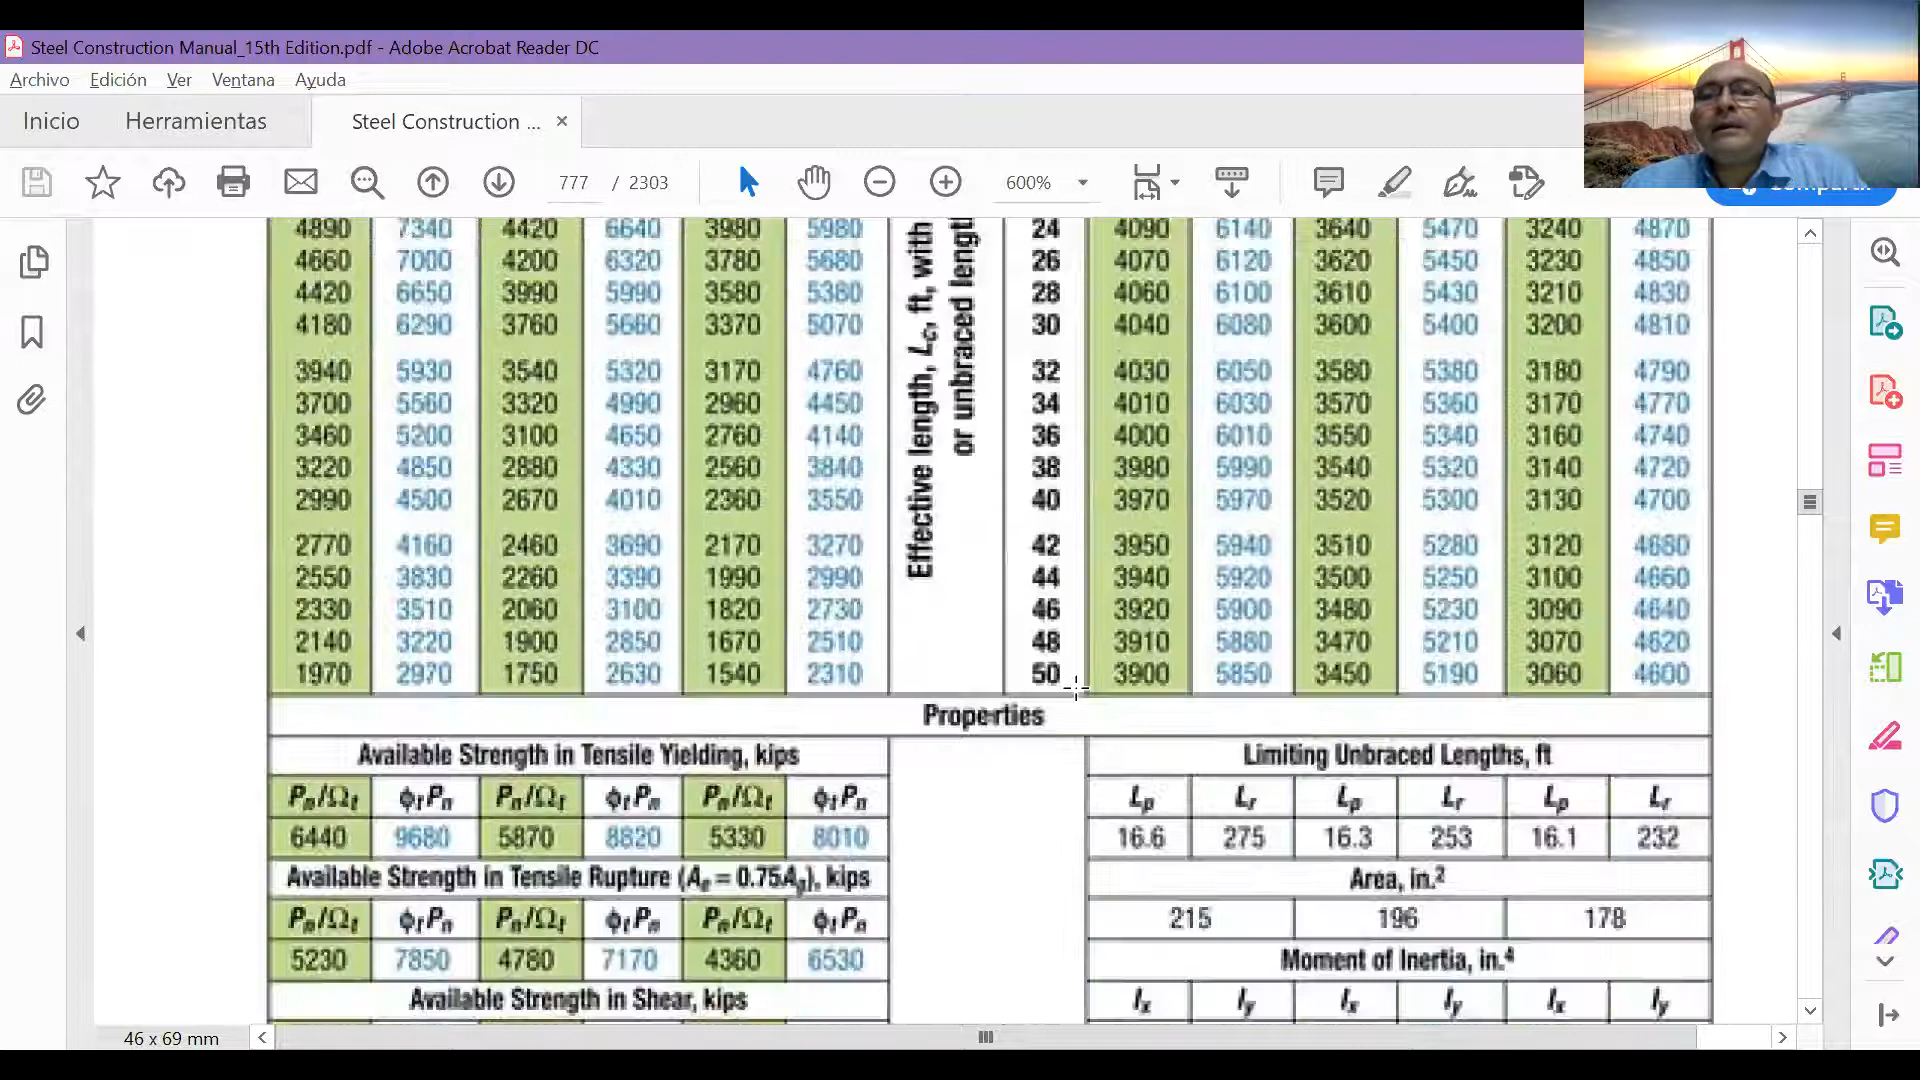 Steel Construction Manual_15th Edition.pdf - Adobe Acrobat Reader DC
Archivo Edición Ver Ventana Ayuda
Inicio Herramientas Steel Construction ... ×
777 / 2303 600%
4890 7340 4420 6640 3980 5980 24 4090 6140 3640 5470 3240 4870
4660 7000 4200 6320 3780 5680 26 4070 6120 3620 5450 3230 4850
4420 6650 3990 5990 3580 5380 28 4060 6100 3610 5430 3210 4830
4180 6290 3760 5660 3370 5070 30 4040 6080 3600 5400 3200 4810
3940 5930 3540 5320 3170 4760 32 4030 6050 3580 5380 3180 4790
3700 5560 3320 4990 2960 4450 34 4010 6030 3570 5360 3170 4770
3460 5200 3100 4650 2760 4140 36 4000 6010 3550 5340 3160 4740
3220 4850 2880 4330 2560 3840 38 3980 5990 3540 5320 3140 4720
2990 4500 2670 4010 2360 3550 40 3970 5970 3520 5300 3130 4700
2770 4160 2460 3690 2170 3270 42 3950 5940 3510 5280 3120 4680
2550 3830 2260 3390 1990 2990 44 3940 5920 3500 5250 3100 4660
2330 3510 2060 3100 1820 2730 46 3920 5900 3480 5230 3090 4640
2140 3220 1900 2850 1670 2510 48 3910 5880 3470 5210 3070 4620
1970 2970 1750 2630 1540 2310 50 3900 5850 3450 5190 3060 4600
Effective length, Lc, ft, with
or unbraced
Properties
Available Strength in Tensile Yielding, kips
Pn/Ωt ϕtPn Pn/Ωt ϕtPn Pn/Ωt ϕtPn
6440 9680 5870 8820 5330 8010
Available Strength in Tensile Rupture (Ae = 0.75Ag), kips
Pn/Ωt ϕtPn Pn/Ωt ϕtPn Pn/Ωt ϕtPn
5230 7850 4780 7170 4360 6530
Available Strength in Shear, kips
Limiting Unbraced Lengths, ft
Lp Lr Lp Lr Lp Lr
16.6 275 16.3 253 16.1 232
Area, in.²
215 196 178
Moment of Inertia, in.⁴
Ix Iy Ix Iy Ix Iy
46 x 69 mm